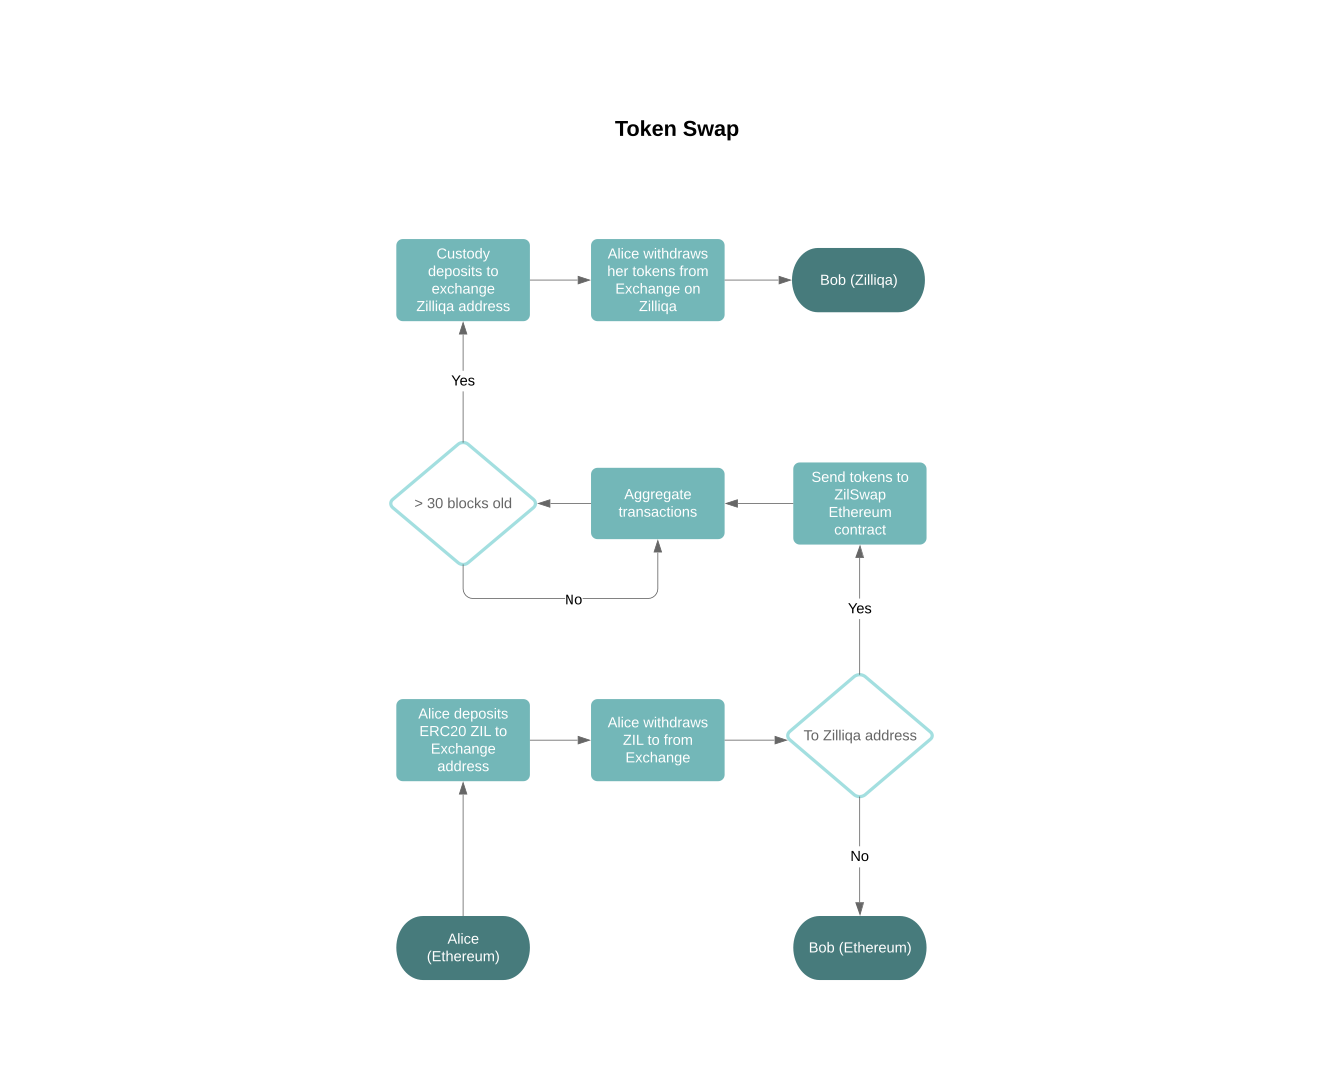 Token Swap
Custody
deposits to
exchange
Zilliqa address
Alice withdraws
her tokens from
Exchange on
Zilliqa
Bob (Zilliqa)
Yes
> 30 blocks old
Aggregate
transactions
Send tokens to
ZilSwap
Ethereum
contract
No
Yes
Alice deposits
ERC20 ZIL to
Exchange
address
Alice withdraws
ZIL to from
Exchange
To Zilliqa address
No
Alice
(Ethereum)
Bob (Ethereum)